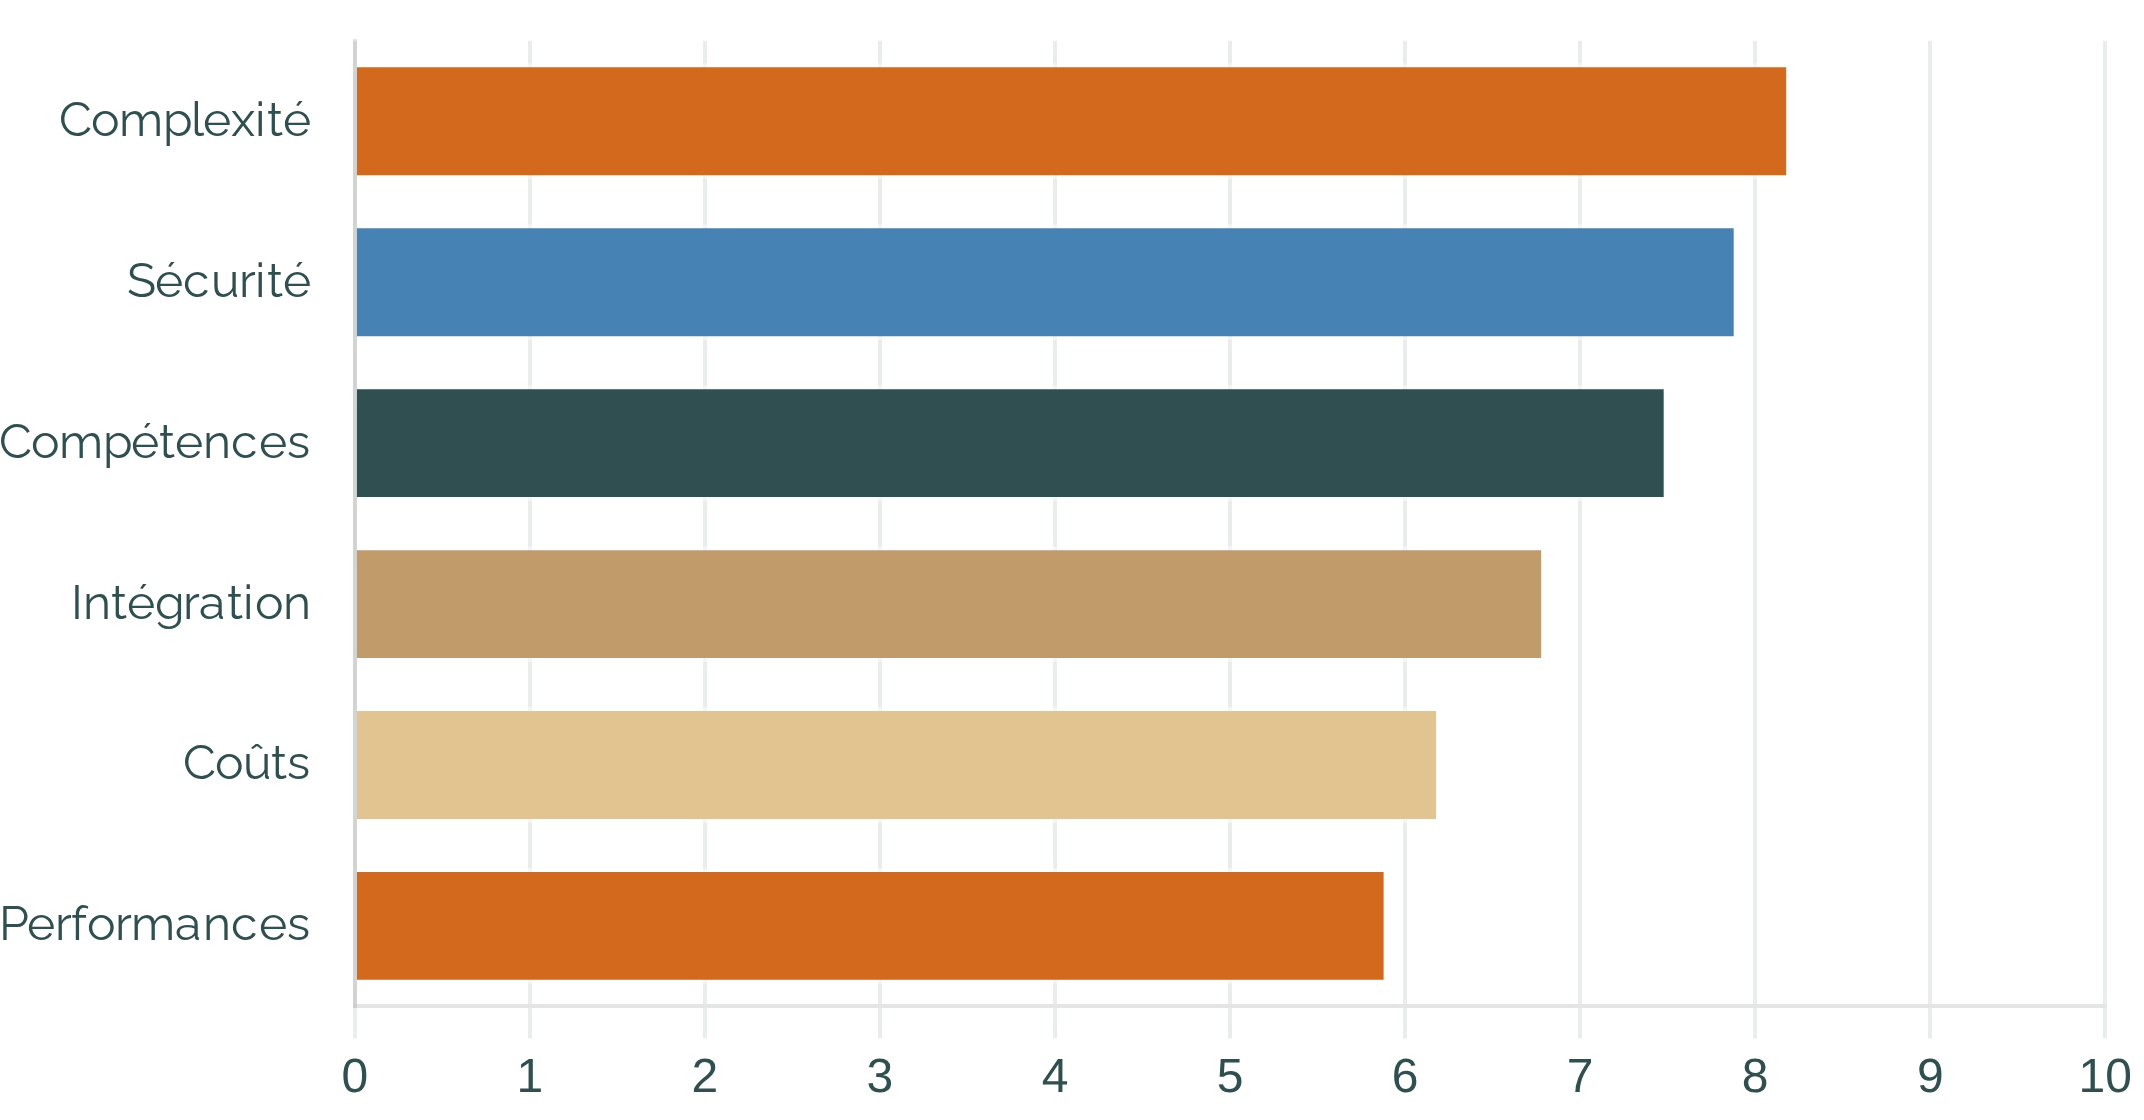 Complexité
Sécurité
Compétences
Intégration
Coûts
Performances
0 1 2 3 4 5 6 7 8 9 10